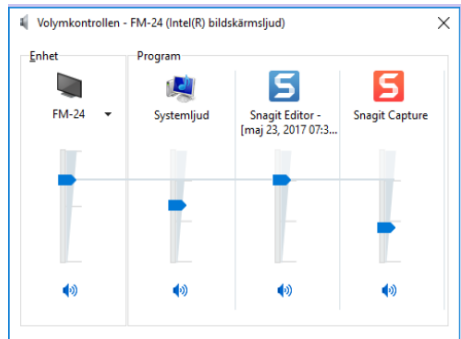 Volymkontrollen - FM-24 (Intel(R) bildskärmsljud)
Enhet
Program
FM-24
Systemljud
Snagit Editor -
[maj 23, 2017 07:3...
Snagit Capture